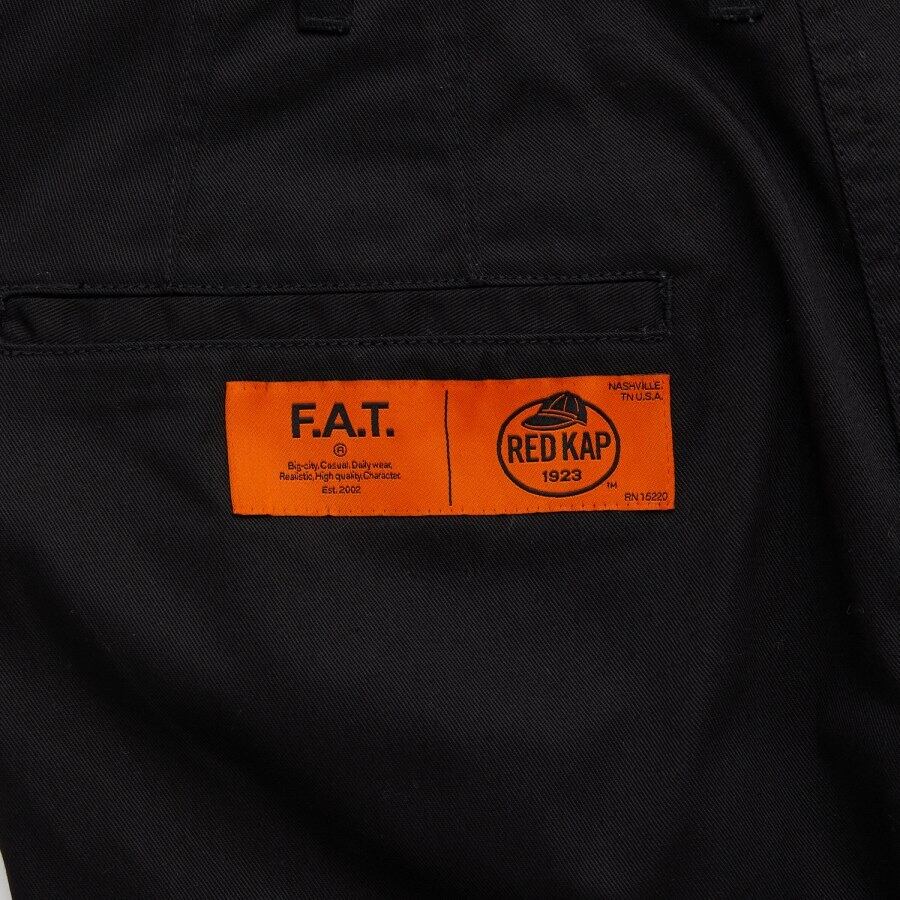 F.A.T.
®
Big-city, Casual, Daily wear,
Realistic, High quality, Character.
Est. 2002
NASHVILLE,
TN U.S.A.
RED KAP
1923
TM
RN 15220